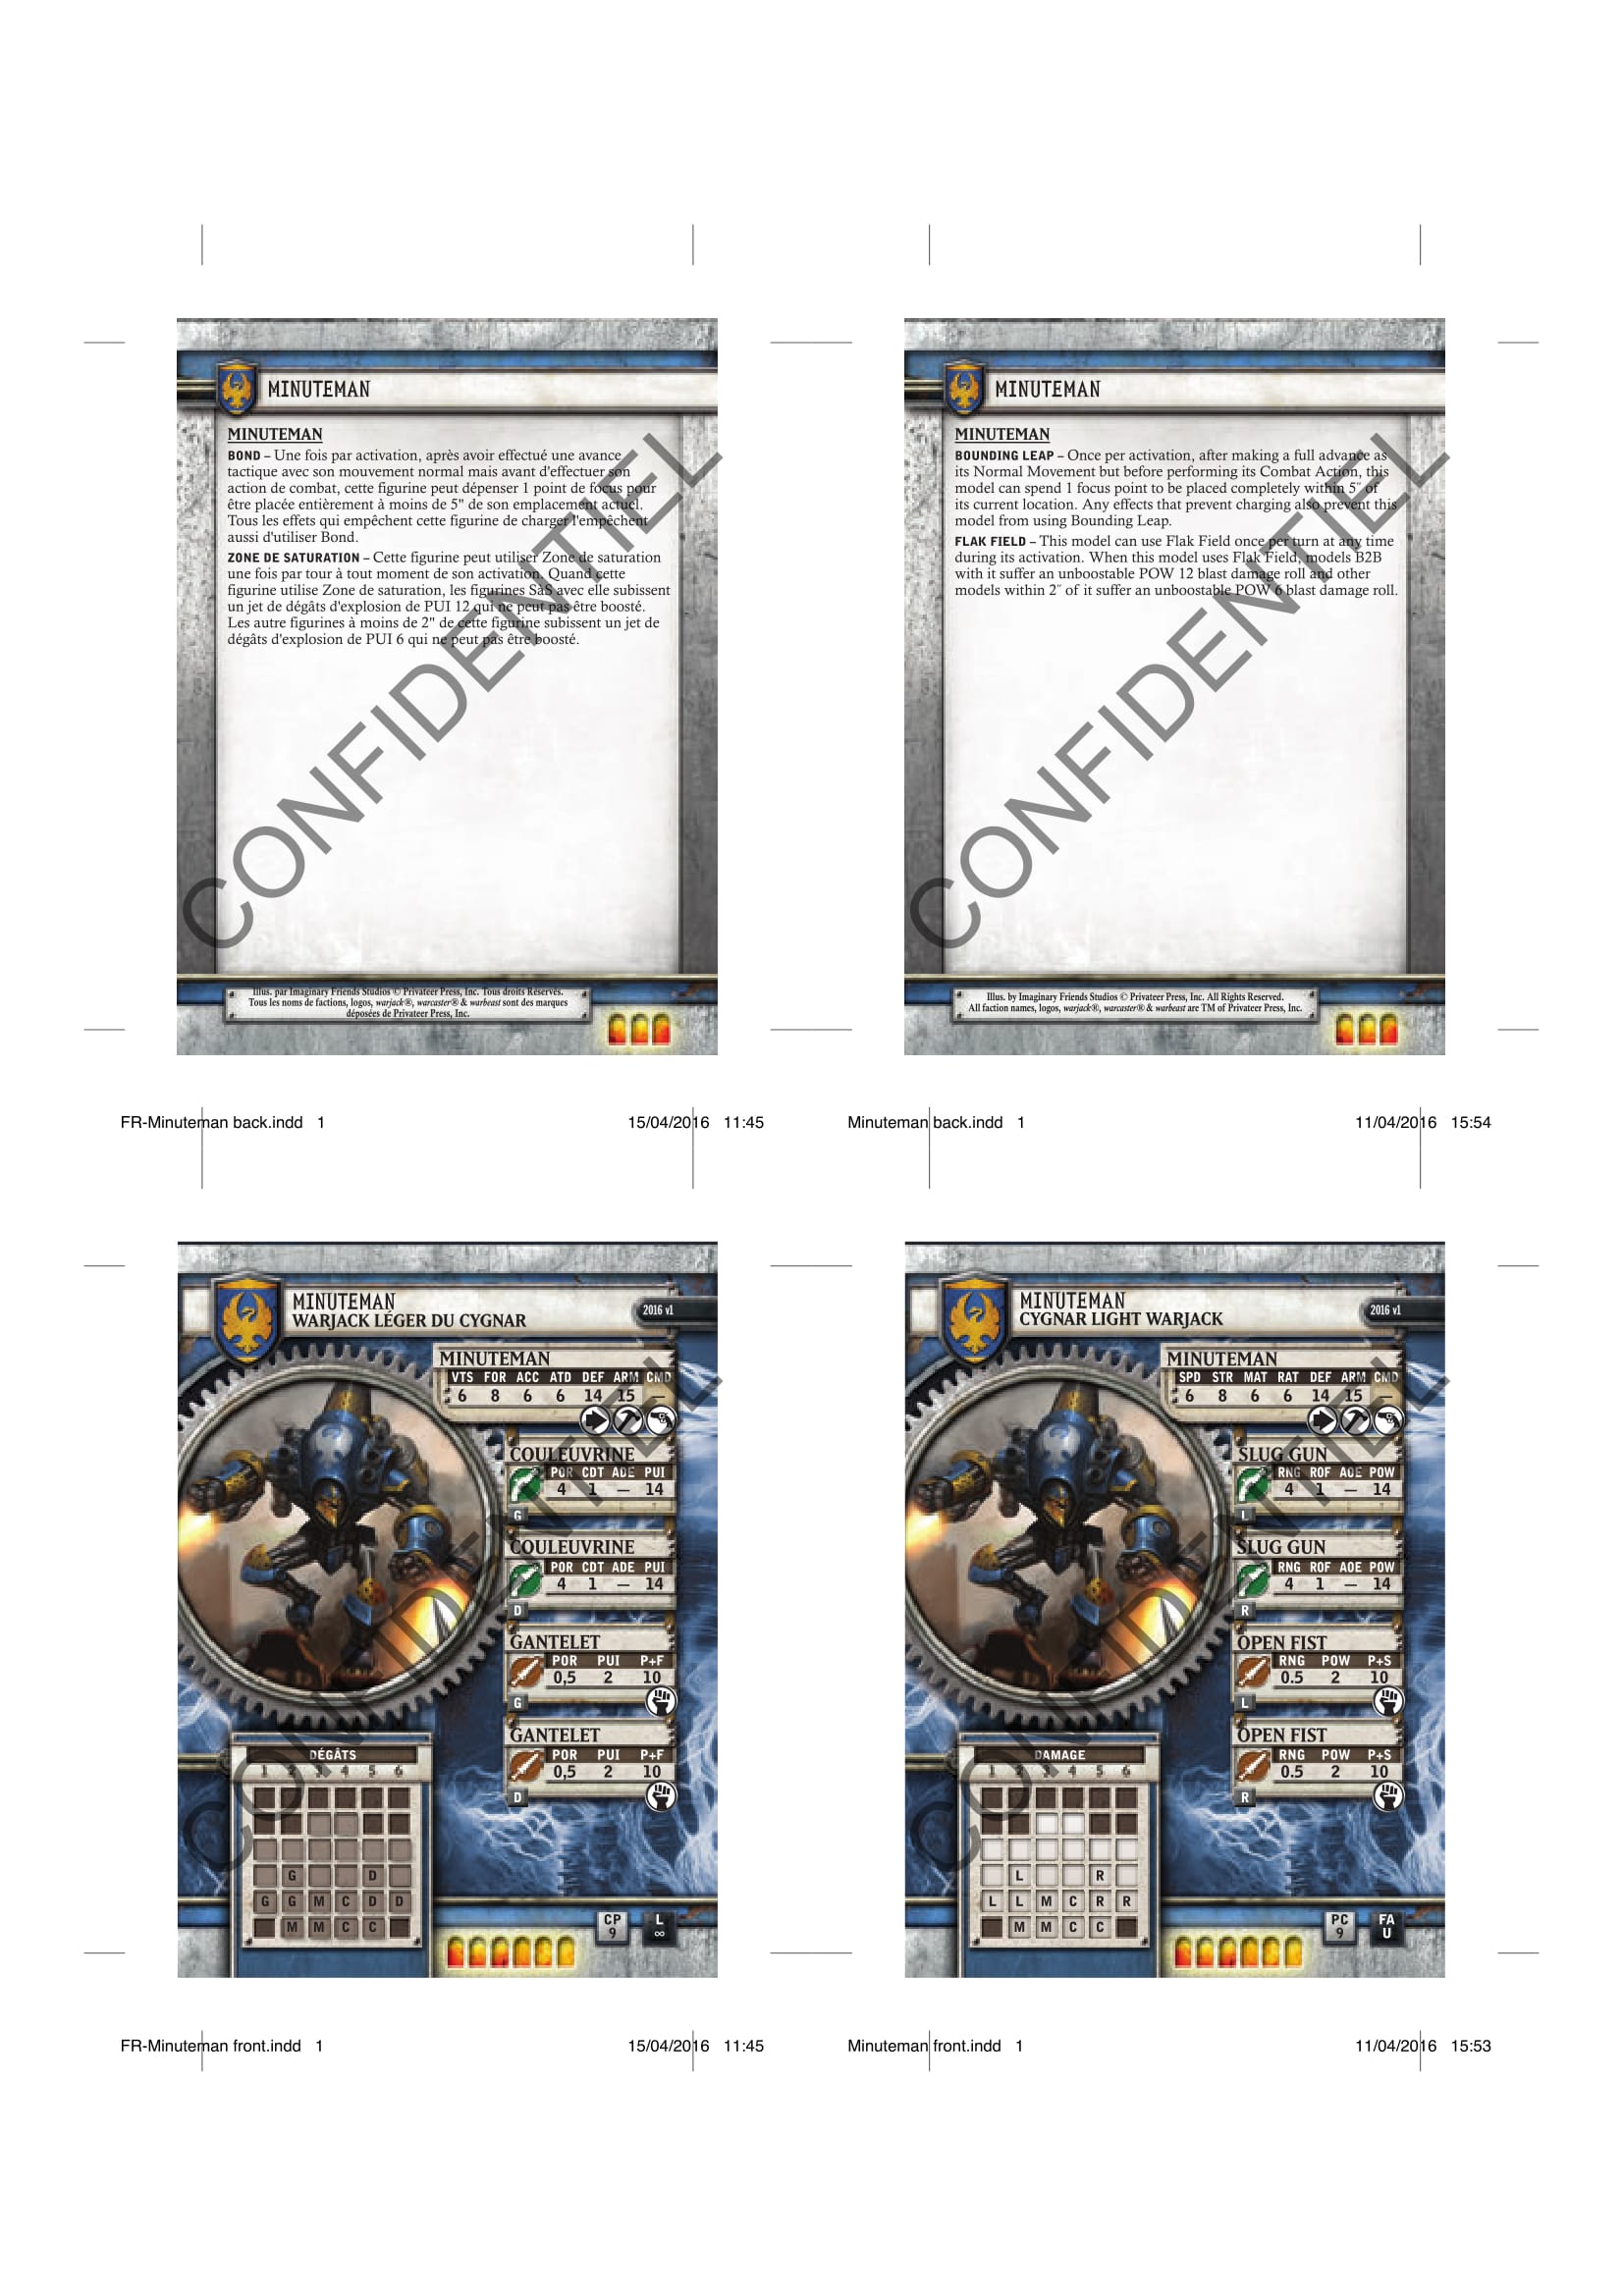 MINUTEMAN
MINUTEMAN
BOND – Une fois par activation, après avoir effectué une avance
tactique avec son mouvement normal mais avant d'effectuer son
action de combat, cette figurine peut dépenser 1 point de focus pour
être placée entièrement à moins de 5" de son emplacement actuel.
Tous les effets qui empêchent cette figurine de charger l'empêchent
aussi d'utiliser Bond.
ZONE DE SATURATION – Cette figurine peut utiliser Zone de saturation
une fois par tour à tout moment de son activation. Quand cette
figurine utilise Zone de saturation, les figurines SàS avec elle subissent
un jet de dégâts d'explosion de PUI 12 qui ne peut pas être boosté.
Les autre figurines à moins de 2" de cette figurine subissent un jet de
dégâts d'explosion de PUI 6 qui ne peut pas être boosté.
CONFIDENTIEL
Illus. par Imaginary Friends Studios © Privateer Press, Inc. Tous droits Réservés.
Tous les noms de factions, logos, warjack®, warcaster® & warbeast sont des marques
déposées de Privateer Press, Inc.
FR-Minuteman back.indd 1 15/04/2016 11:45
MINUTEMAN
MINUTEMAN
BOUNDING LEAP – Once per activation, after making a full advance as
its Normal Movement but before performing its Combat Action, this
model can spend 1 focus point to be placed completely within 5˝ of
its current location. Any effects that prevent charging also prevent this
model from using Bounding Leap.
FLAK FIELD – This model can use Flak Field once per turn at any time
during its activation. When this model uses Flak Field, models B2B
with it suffer an unboostable POW 12 blast damage roll and other
models within 2˝ of it suffer an unboostable POW 6 blast damage roll.
CONFIDENTIEL
Illus. by Imaginary Friends Studios © Privateer Press, Inc. All Rights Reserved.
All faction names, logos, warjack®, warcaster® & warbeast are TM of Privateer Press, Inc.
Minuteman back.indd 1 11/04/2016 15:54
MINUTEMAN
WARJACK LÉGER DU CYGNAR
2016 v1
MINUTEMAN
VTS FOR ACC ATD DEF ARM CMD
6 8 6 6 14 15 —
COULEUVRINE
POR CDT ADE PUI
4 1 — 14
G
COULEUVRINE
POR CDT ADE PUI
4 1 — 14
D
GANTELET
POR PUI P+F
0,5 2 10
G
GANTELET
POR PUI P+F
0,5 2 10
D
DÉGÂTS
1 2 3 4 5 6
G D
G G M C D D
M M C C
CP
9
L
∞
CONFIDENTIEL
FR-Minuteman front.indd 1 15/04/2016 11:45
MINUTEMAN
CYGNAR LIGHT WARJACK
2016 v1
MINUTEMAN
SPD STR MAT RAT DEF ARM CMD
6 8 6 6 14 15 —
SLUG GUN
RNG ROF AOE POW
4 1 — 14
L
SLUG GUN
RNG ROF AOE POW
4 1 — 14
R
OPEN FIST
RNG POW P+S
0.5 2 10
L
OPEN FIST
RNG POW P+S
0.5 2 10
R
DAMAGE
1 2 3 4 5 6
L R
L L M C R R
M M C C
PC
9
FA
U
CONFIDENTIEL
Minuteman front.indd 1 11/04/2016 15:53